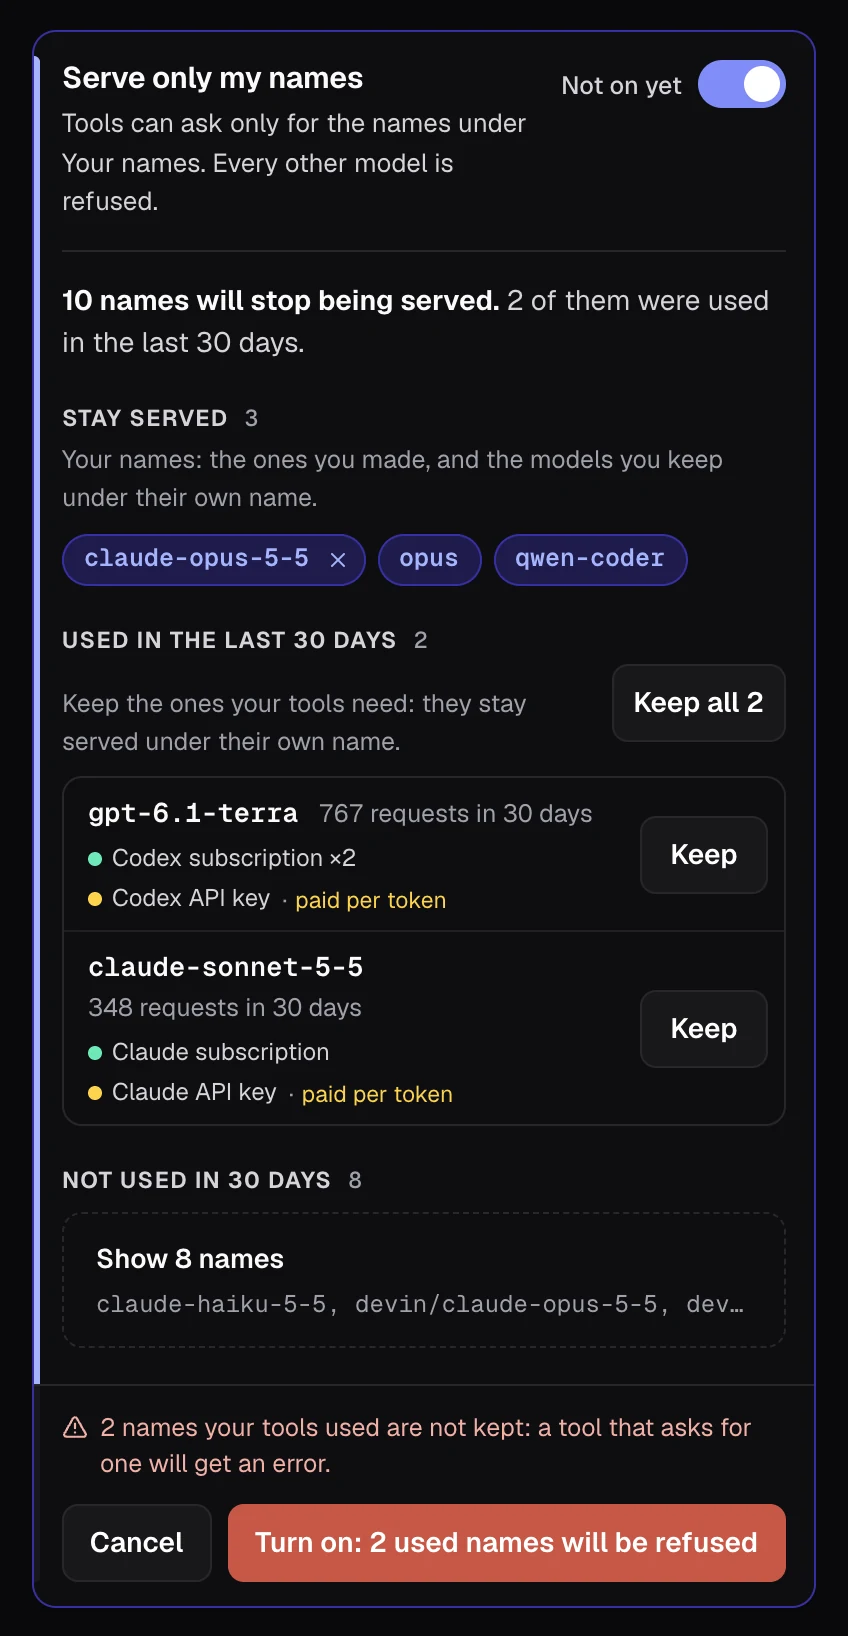 Serve only my names
Not on yet
Tools can ask only for the names under
Your names. Every other model is
refused.
10 names will stop being served. 2 of them were used
in the last 30 days.
STAY SERVED 3
Your names: the ones you made, and the models you keep
under their own name.
claude-opus-5-5 ×
opus
qwen-coder
USED IN THE LAST 30 DAYS 2
Keep the ones your tools need: they stay
served under their own name.
Keep all 2
gpt-6.1-terra 767 requests in 30 days
Codex subscription ×2
Codex API key · paid per token
Keep
claude-sonnet-5-5
348 requests in 30 days
Claude subscription
Claude API key · paid per token
Keep
NOT USED IN 30 DAYS 8
Show 8 names
claude-haiku-5-5, devin/claude-opus-5-5, dev…
2 names your tools used are not kept: a tool that asks for
one will get an error.
Cancel
Turn on: 2 used names will be refused